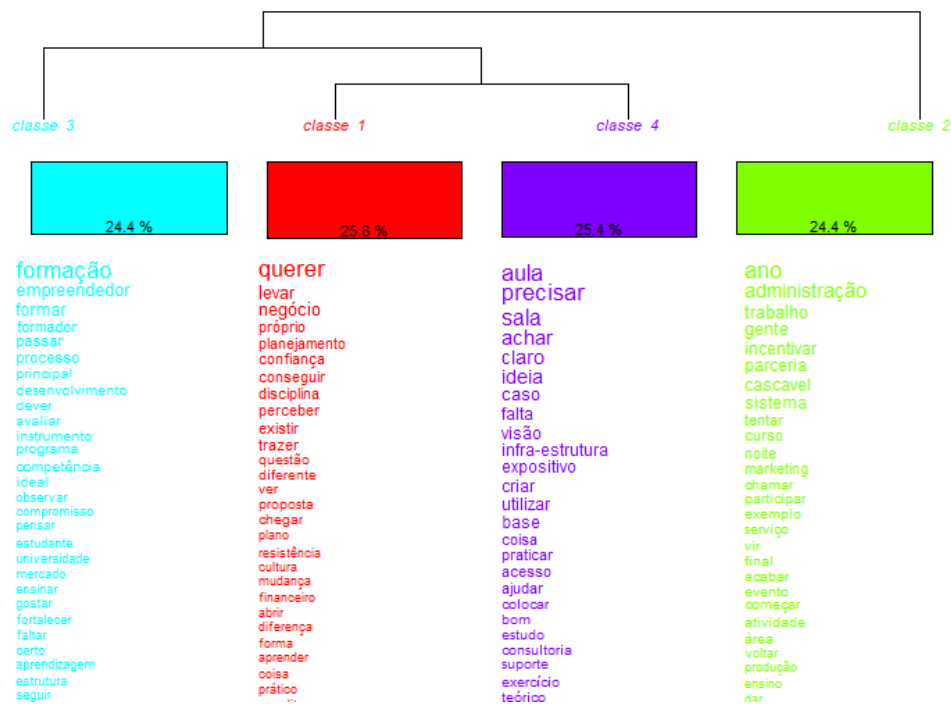 classe 3
classe 1
classe 4
classe 2
24.4 %
25.8 %
25.4 %
24.4 %
formação
empreendedor
formar
formador
passar
processo
principal
desenvolvimento
dever
avaliar
instrumento
programa
competência
ideal
observar
compromisso
pensar
estudante
universidade
mercado
ensinar
gostar
fortalecer
faltar
certo
aprendizagem
estrutura
seguir
querer
levar
negócio
próprio
planejamento
confiança
conseguir
disciplina
perceber
existir
trazer
questão
diferente
ver
proposta
chegar
plano
resistência
cultura
mudança
financeiro
abrir
diferença
forma
aprender
coisa
prático
aula
precisar
sala
achar
claro
ideia
caso
falta
visão
infra-estrutura
expositivo
criar
utilizar
base
coisa
praticar
acesso
ajudar
colocar
bom
estudo
consultoria
suporte
exercício
teórico
ano
administração
trabalho
gente
incentivar
parceria
cascavel
sistema
tentar
curso
noite
marketing
chamar
participar
exemplo
serviço
vir
final
acabar
evento
começar
atividade
área
voltar
produção
ensino
dar